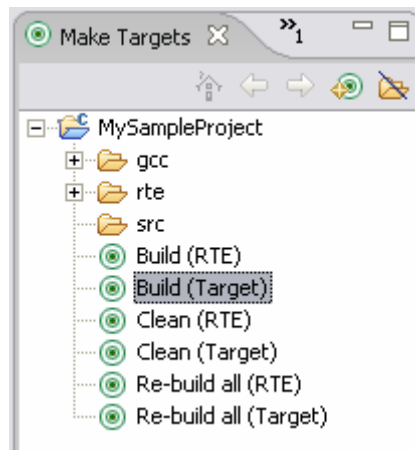 Make Targets
»1
MySampleProject
gcc
rte
src
Build (RTE)
Build (Target)
Clean (RTE)
Clean (Target)
Re-build all (RTE)
Re-build all (Target)